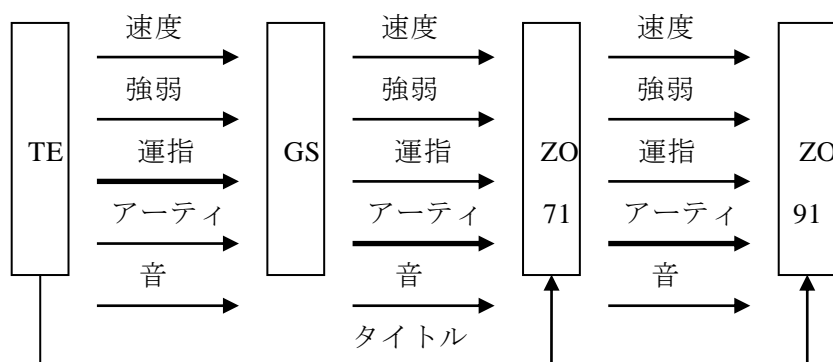 速度 速度 速度
強弱 強弱 強弱
TE 運指 GS 運指 ZO 運指 ZO
アーティ アーティ 71 アーティ 91
音 音 音
タイトル